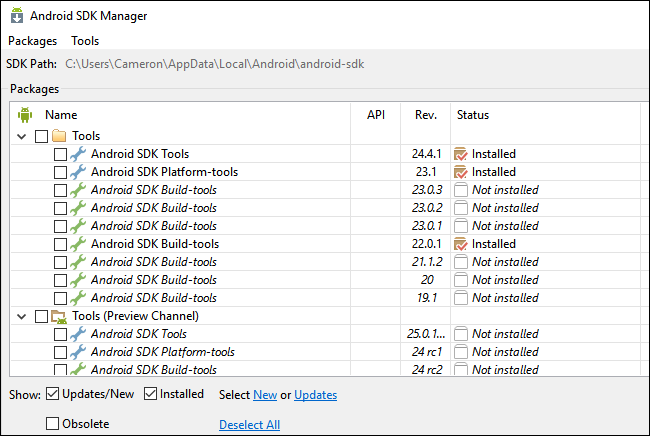 Android SDK Manager
Packages Tools
SDK Path: C:\Users\Cameron\AppData\Local\Android\android-sdk
Packages
Name API Rev. Status
Tools
Android SDK Tools 24.4.1 Installed
Android SDK Platform-tools 23.1 Installed
Android SDK Build-tools 23.0.3 Not installed
Android SDK Build-tools 23.0.2 Not installed
Android SDK Build-tools 23.0.1 Not installed
Android SDK Build-tools 22.0.1 Installed
Android SDK Build-tools 21.1.2 Not installed
Android SDK Build-tools 20 Not installed
Android SDK Build-tools 19.1 Not installed
Tools (Preview Channel)
Android SDK Tools 25.0.1... Not installed
Android SDK Platform-tools 24 rc1 Not installed
Android SDK Build-tools 24 rc2 Not installed
Show: Updates/New Installed Select New or Updates
Obsolete Deselect All